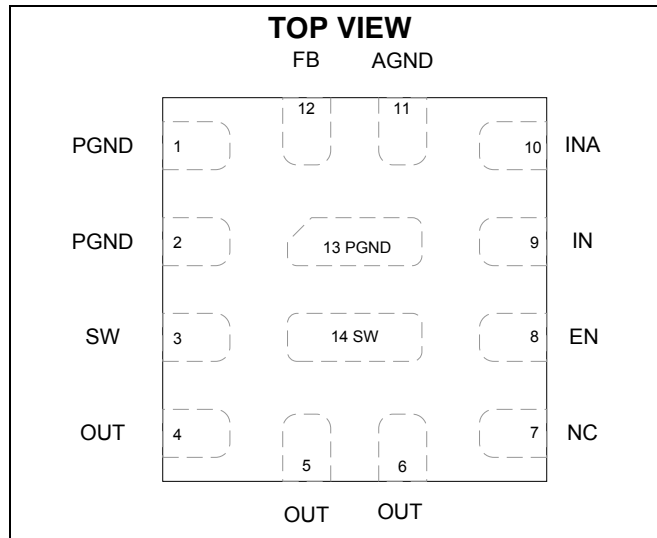 TOP VIEW
FB AGND
12 11
PGND 1 10 INA
PGND 2 13 PGND 9 IN
SW 3 14 SW 8 EN
OUT 4 7 NC
5 6
OUT OUT